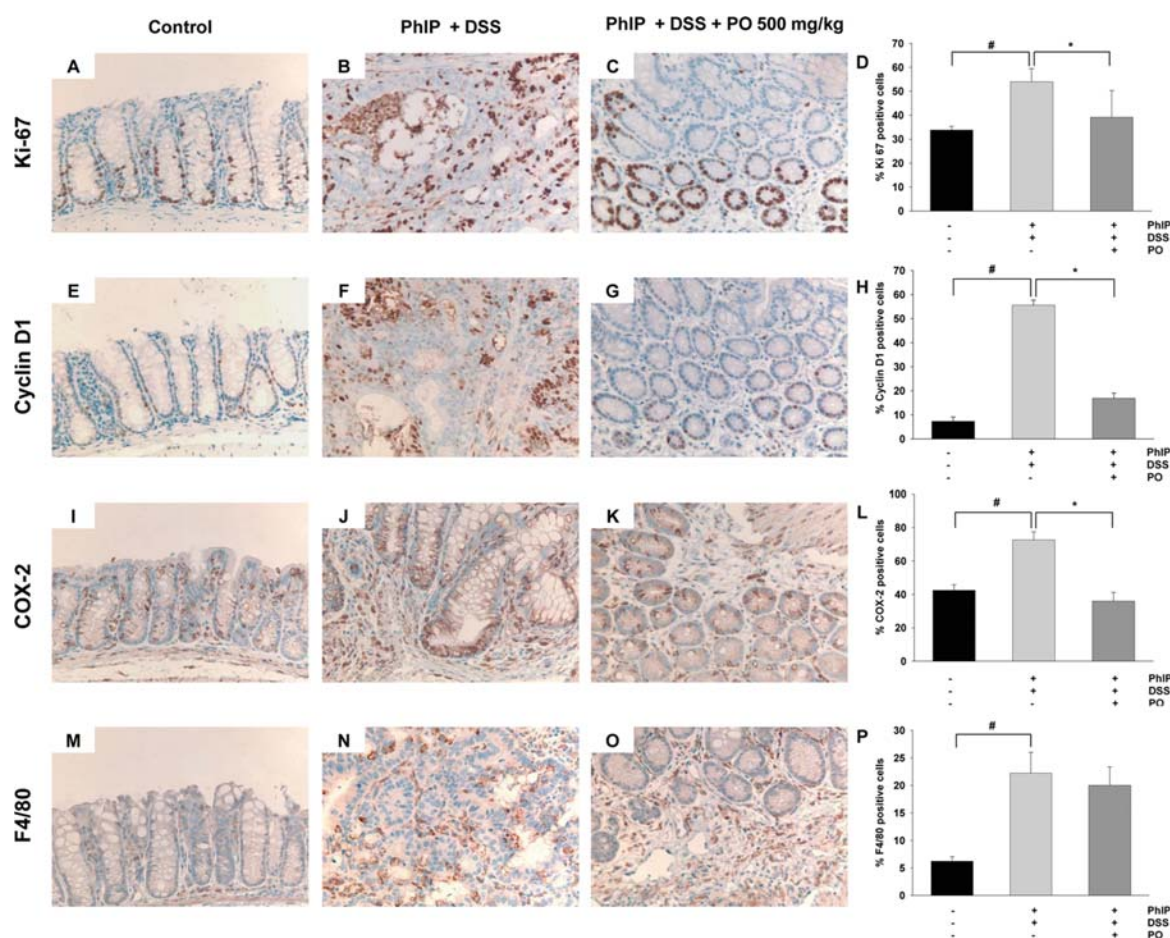 Control PhIP + DSS PhIP + DSS + PO 500 mg/kg
Ki-67
A B C D
% Ki 67 positive cells
70
60
50
40
30
20
10
0
# *
- + + PhIP
- + + DSS
- - + PO
Cyclin D1
E F G H
% Cyclin D1 positive cells
70
60
50
40
30
20
10
0
# *
- + + PhIP
- + + DSS
- - + PO
COX-2
I J K L
% COX-2 positive cells
100
80
60
40
20
0
# *
- + + PhIP
- + + DSS
- - + PO
F4/80
M N O P
% F4/80 positive cells
30
25
20
15
10
5
0
#
- + + PhIP
- + + DSS
- - + PO